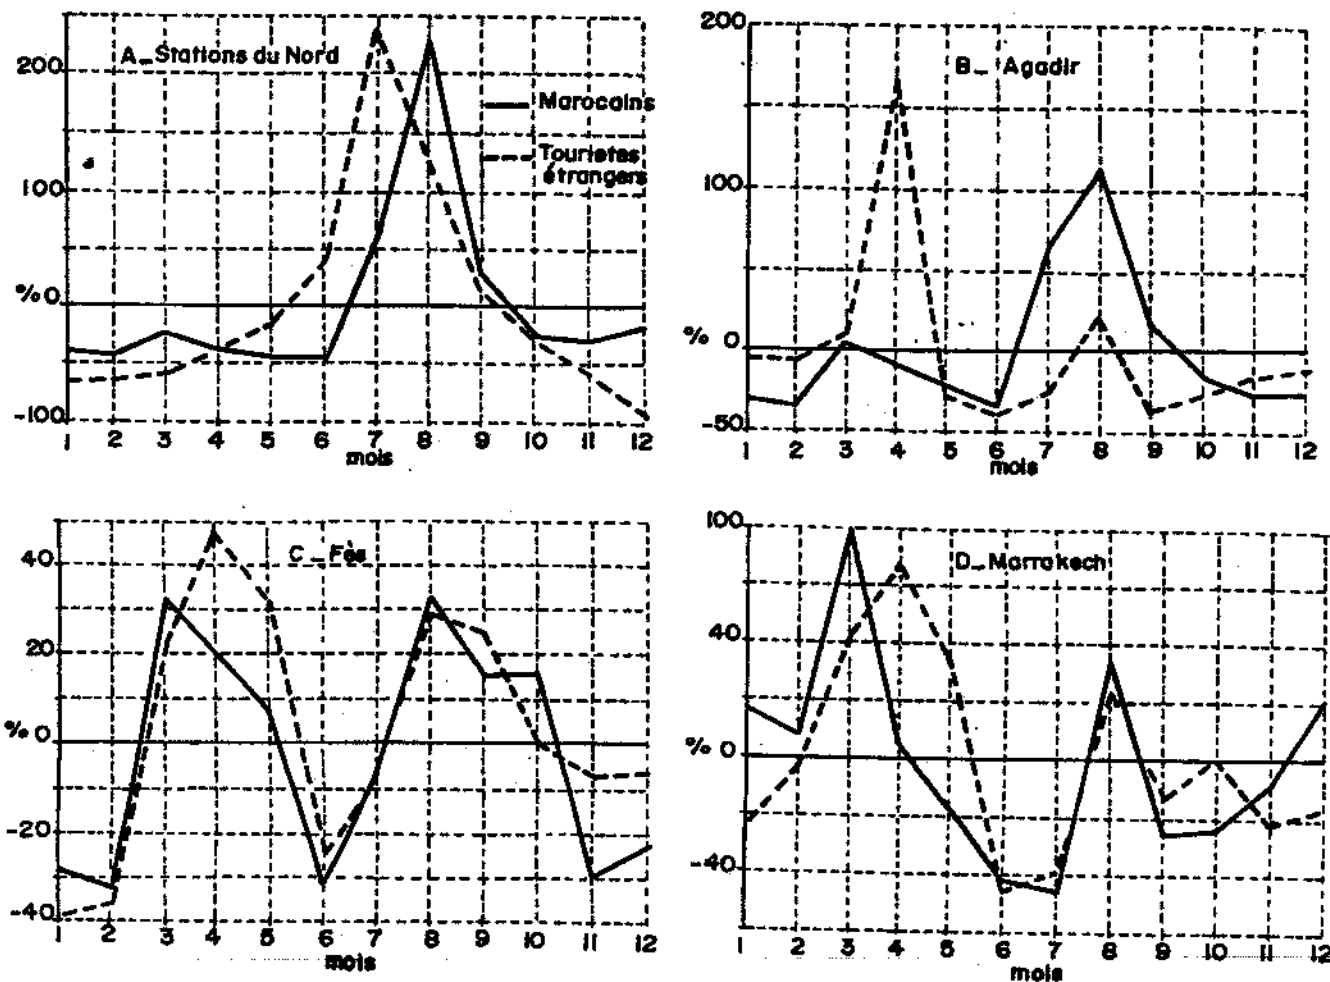 A_Stations du Nord
200
100
% 0
-100
Marocains
Touristes
étrangers
1 2 3 4 5 6 7 8 9 10 11 12
mois
B_ Agadir
200
100
% 0
-50
1 2 3 4 5 6 7 8 9 10 11 12
mois
C_Fès
40
20
% 0
-20
-40
1 2 3 4 5 6 7 8 9 10 11 12
mois
D_Marrakech
100
40
% 0
-40
1 2 3 4 5 6 7 8 9 10 11 12
mois